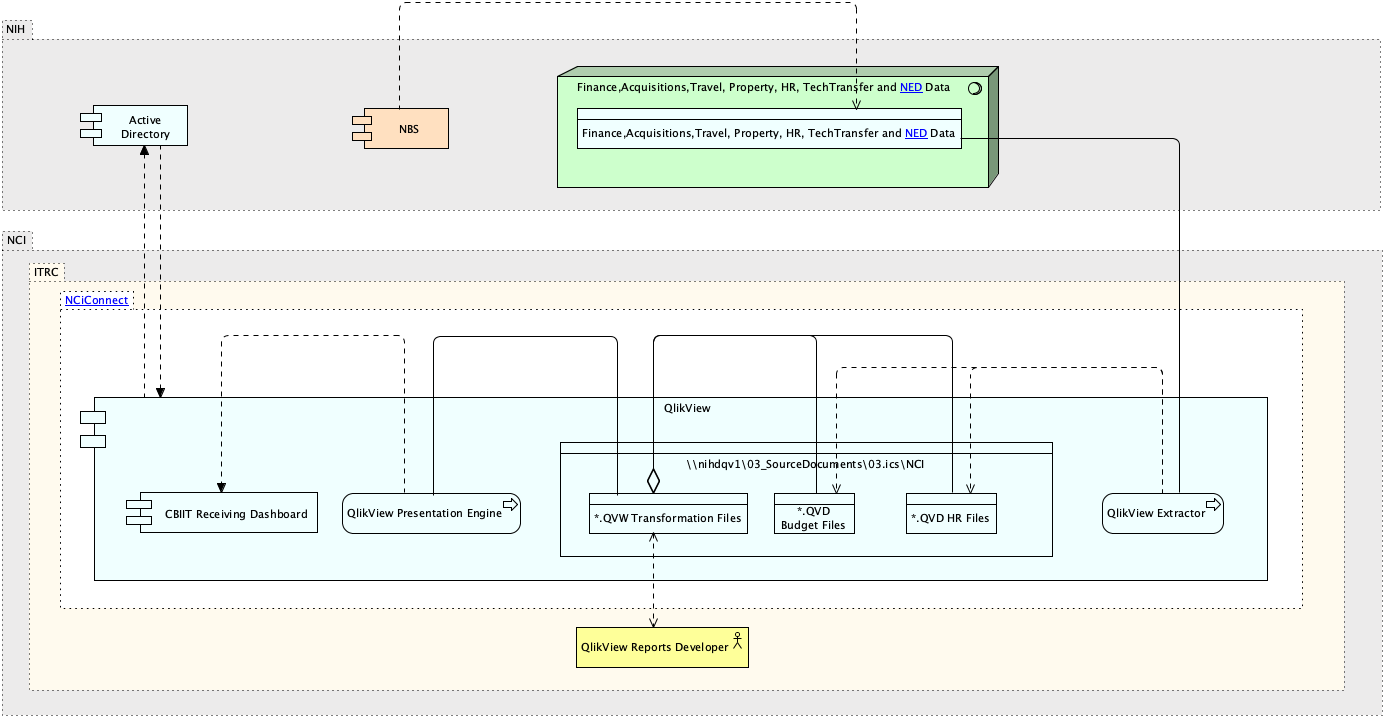 NIH
Active
Directory
NBS
Finance,Acquisitions,Travel, Property, HR, TechTransfer and NED Data
Finance,Acquisitions,Travel, Property, HR, TechTransfer and NED Data
NCI
ITRC
NCiConnect
QlikView
\\nihdqv1\03_SourceDocuments\03.ics\NCI
CBIIT Receiving Dashboard
QlikView Presentation Engine
*.QVW Transformation Files
*.QVD
Budget Files
*.QVD HR Files
QlikView Extractor
QlikView Reports Developer